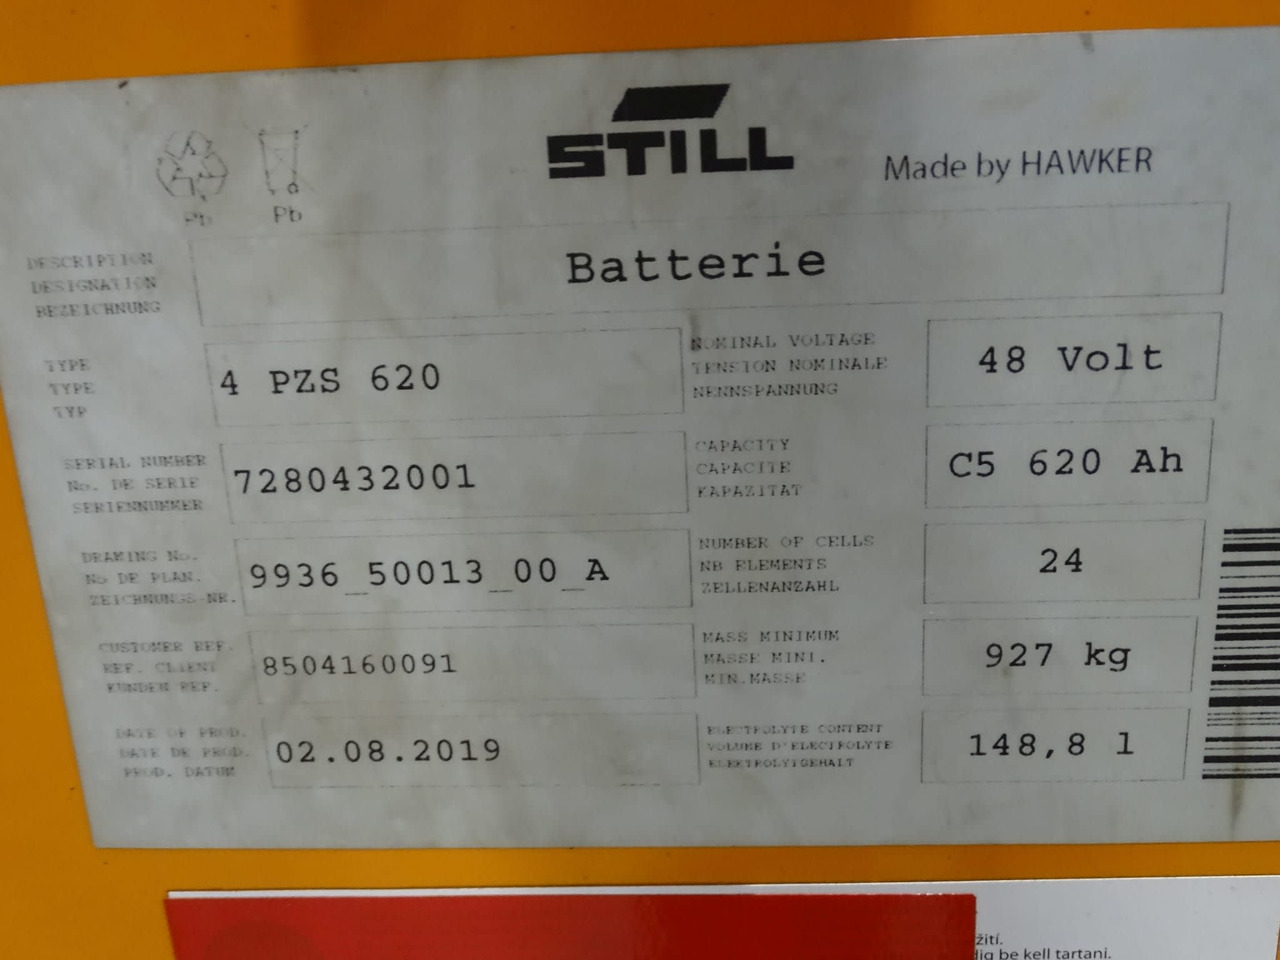 STILL
Made by HAWKER
Pb Pb
DESCRIPTION
DESIGNATION
BEZEICHNUNG
Batterie
TYPE
TYPE
TYP
4 PZS 620
NOMINAL VOLTAGE
TENSION NOMINALE
NENNSPANNUNG
48 Volt
SERIAL NUMBER
No. DE SERIE
SERIENNUMMER
7280432001
CAPACITY
CAPACITE
KAPAZITAT
C5 620 Ah
DRAWING No.
No DE PLAN.
ZEICHNUNGS-NR.
9936_50013_00_A
NUMBER OF CELLS
NB ELEMENTS
ZELLENANZAHL
24
CUSTOMER REF.
REF. CLIENT
KUNDEN REF.
8504160091
MASS MINIMUM
MASSE MINI.
MIN.MASSE
927 kg
DATE OF PROD.
DATE DE PROD.
PROD. DATUM
02.08.2019
ELECTROLYTE CONTENT
VOLUME D'ELECTROLYTE
ELEKTROLYTGEHALT
148,8 l
be kell tartani.